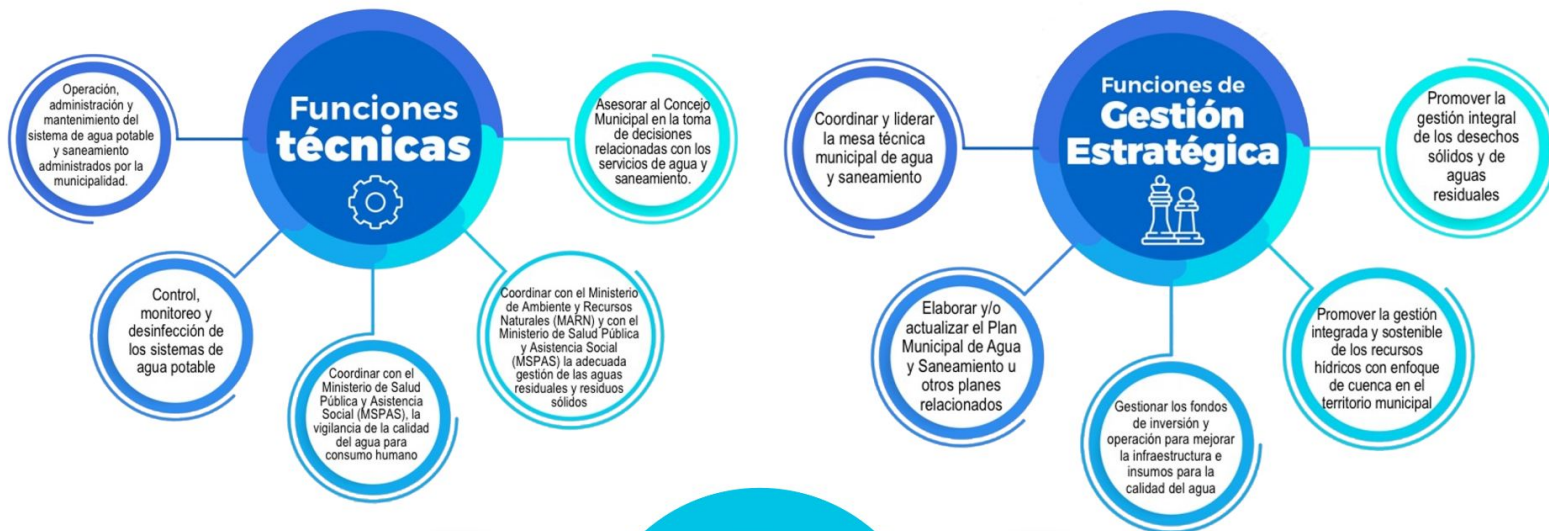 Funciones
técnicas
Operación,
administración y
mantenimiento del
sistema de agua potable
y saneamiento
administrados por la
municipalidad.
Control,
monitoreo y
desinfección de
los sistemas de
agua potable
Coordinar con el
Ministerio de Salud
Pública y Asistencia
Social (MSPAS), la
vigilancia de la calidad
del agua para
consumo humano
Coordinar con el Ministerio
de Ambiente y Recursos
Naturales (MARN) y con el
Ministerio de Salud Pública
y Asistencia Social
(MSPAS) la adecuada
gestión de las aguas
residuales y residuos
sólidos
Asesorar al Concejo
Municipal en la toma
de decisiones
relacionadas con los
servicios de agua y
saneamiento.
Funciones de
Gestión
Estratégica
Coordinar y liderar
la mesa técnica
municipal de agua
y saneamiento
Elaborar y/o
actualizar el Plan
Municipal de Agua
y Saneamiento u
otros planes
relacionados
Gestionar los fondos
de inversión y
operación para mejorar
la infraestructura e
insumos para la
calidad del agua
Promover la gestión
integrada y sostenible
de los recursos
hídricos con enfoque
de cuenca en el
territorio municipal
Promover la
gestión integral
de los desechos
sólidos y de
aguas
residuales